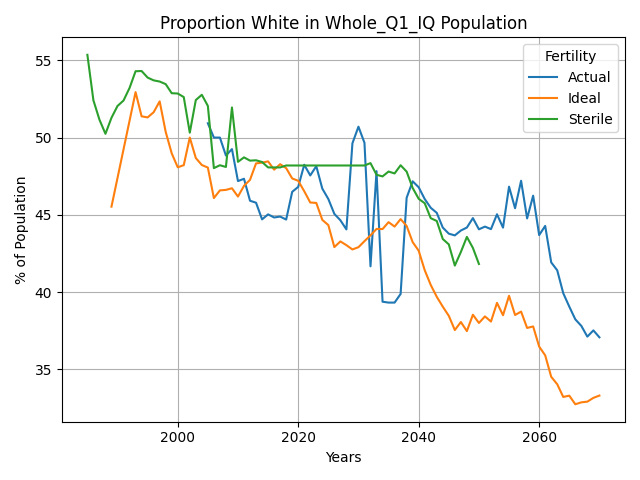 Proportion White in Whole_Q1_IQ Population
Fertility
Actual
Ideal
Sterile
% of Population
55
50
45
40
35
2000
2020
2040
2060
Years